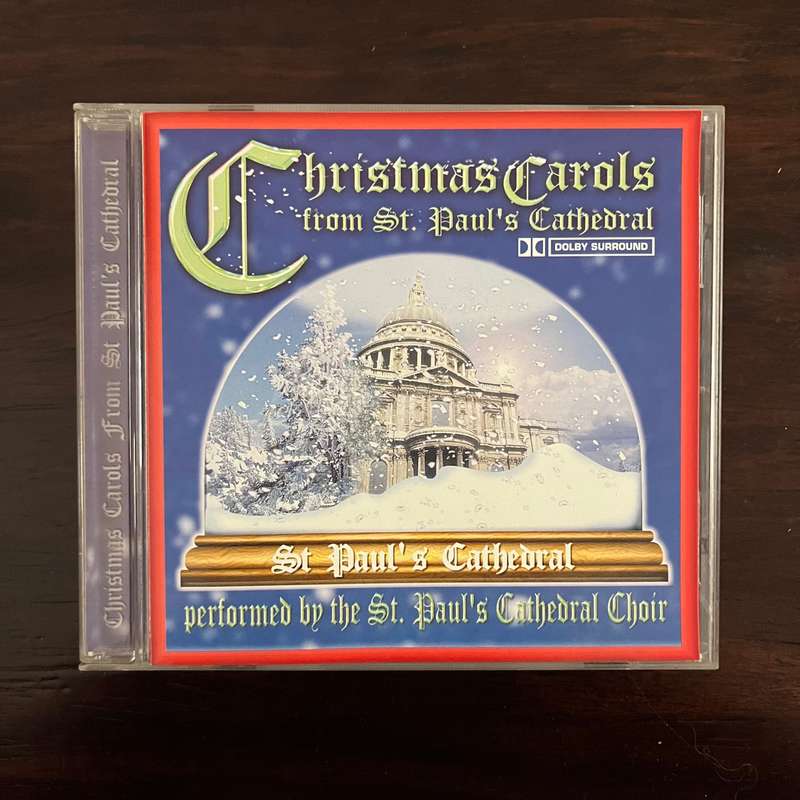 Christmas Carols
from St. Paul's Cathedral
DOLBY SURROUND
St Paul's Cathedral
performed by the St. Paul's Cathedral Choir
Christmas Carols From St Paul's Cathedral